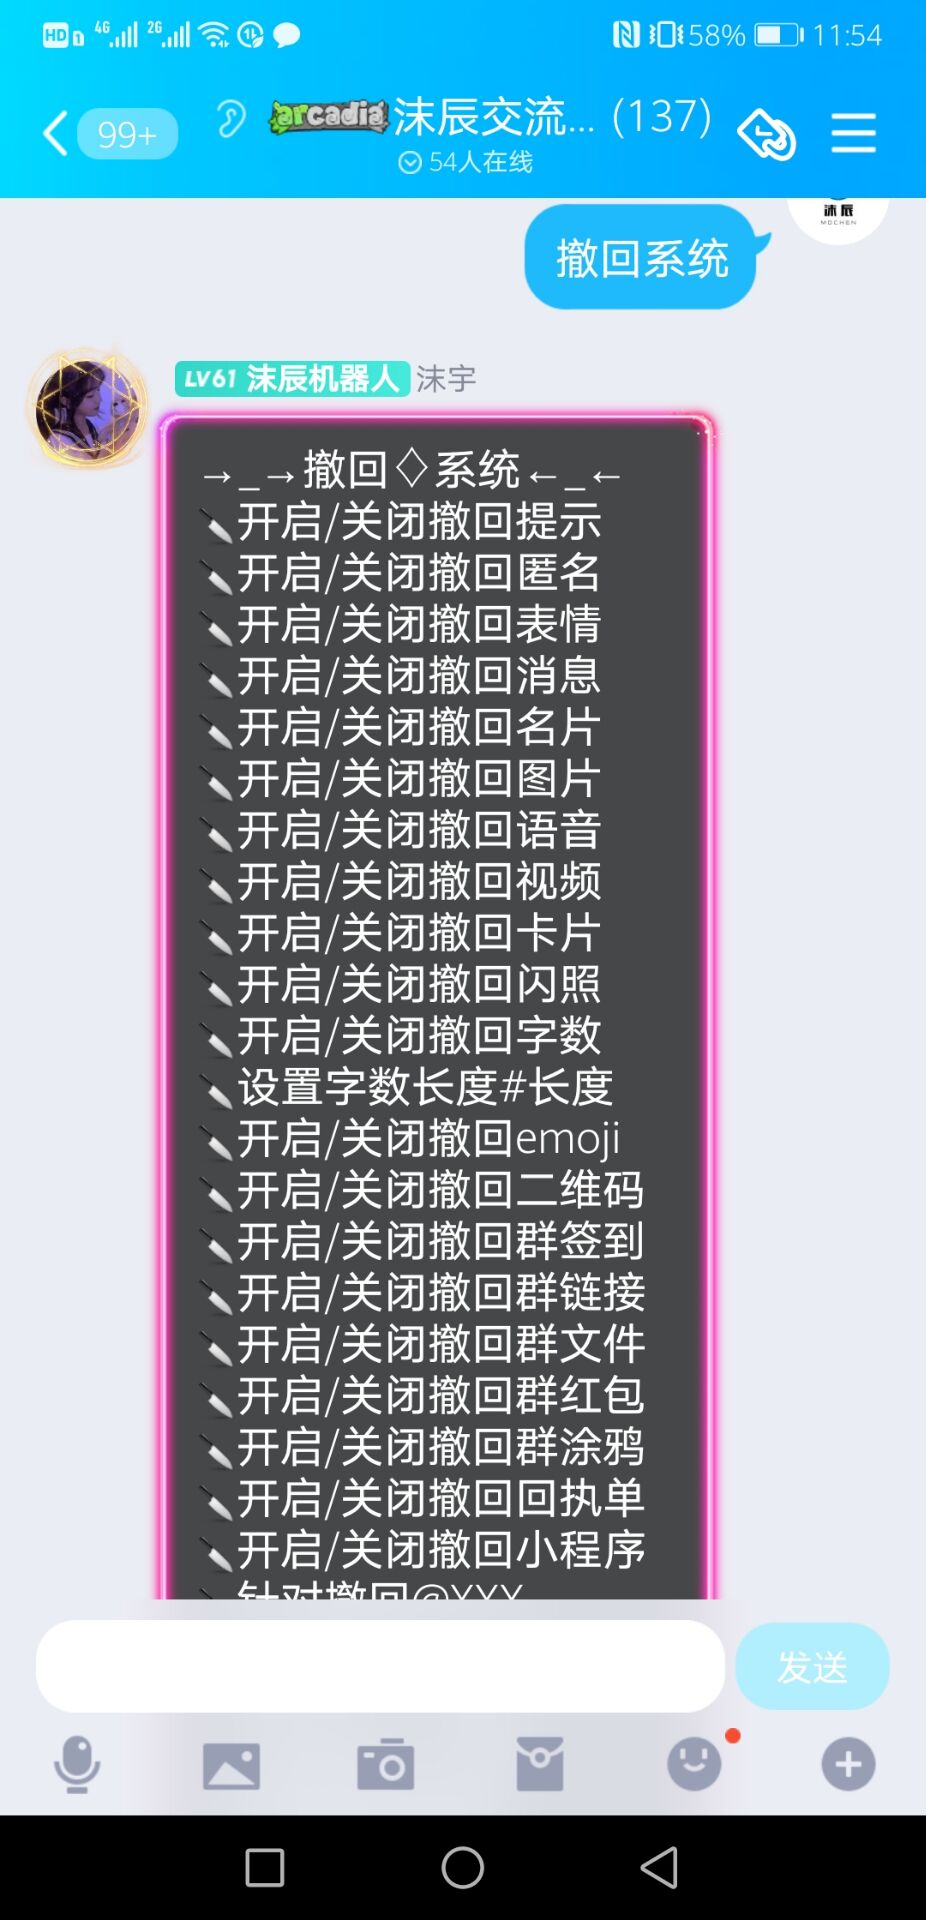 HD 1 4G 2G 58% 11:54
99+ arcadia 沫辰交流... (137)
54人在线
沫辰
MOCHEN
撤回系统
LV61 沫辰机器人 沫宇
→_→撤回♢系统←_←
开启/关闭撤回提示
开启/关闭撤回匿名
开启/关闭撤回表情
开启/关闭撤回消息
开启/关闭撤回名片
开启/关闭撤回图片
开启/关闭撤回语音
开启/关闭撤回视频
开启/关闭撤回卡片
开启/关闭撤回闪照
开启/关闭撤回字数
设置字数长度#长度
开启/关闭撤回emoji
开启/关闭撤回二维码
开启/关闭撤回群签到
开启/关闭撤回群链接
开启/关闭撤回群文件
开启/关闭撤回群红包
开启/关闭撤回群涂鸦
开启/关闭撤回回执单
开启/关闭撤回小程序
针对撤回@XXX
发送